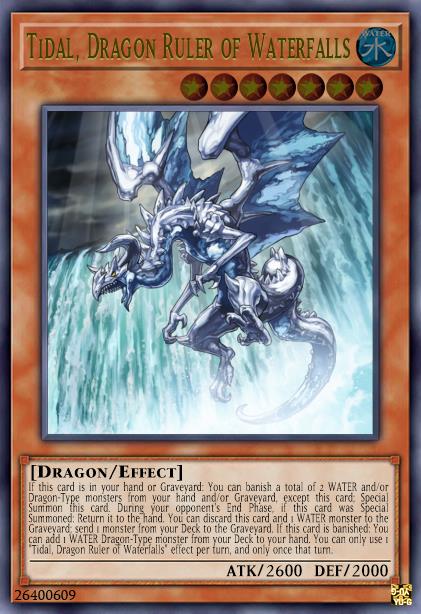 Tidal, Dragon Ruler of Waterfalls
WATER
水
[Dragon/Effect]
If this card is in your hand or Graveyard: You can banish a total of 2 WATER and/or
Dragon-Type monsters from your hand and/or Graveyard, except this card; Special
Summon this card. During your opponent's End Phase, if this card was Special
Summoned: Return it to the hand. You can discard this card and 1 WATER monster to the
Graveyard; send 1 monster from your Deck to the Graveyard. If this card is banished: You
can add 1 WATER Dragon-Type monster from your Deck to your hand. You can only use 1
"Tidal, Dragon Ruler of Waterfalls" effect per turn, and only once that turn.
ATK/2600 DEF/2000
26400609